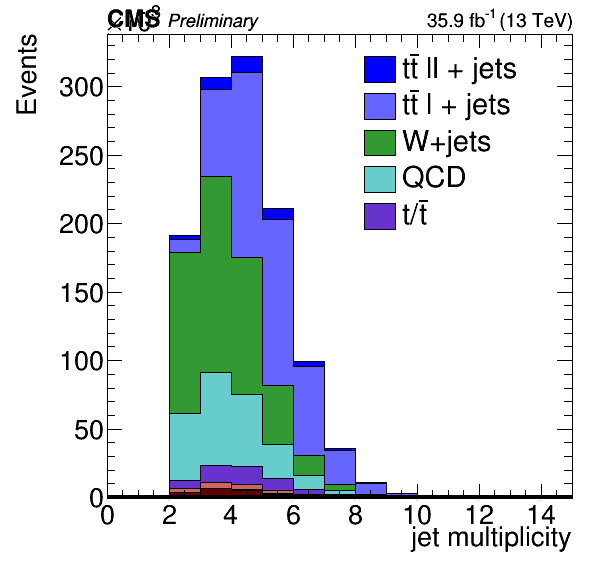 CMS Preliminary 35.9 fb⁻¹ (13 TeV)
Events
300
250
200
150
100
50
0
tt̄ ll + jets
tt̄ l + jets
W+jets
QCD
t/t̄
0 2 4 6 8 10 12 14
jet multiplicity